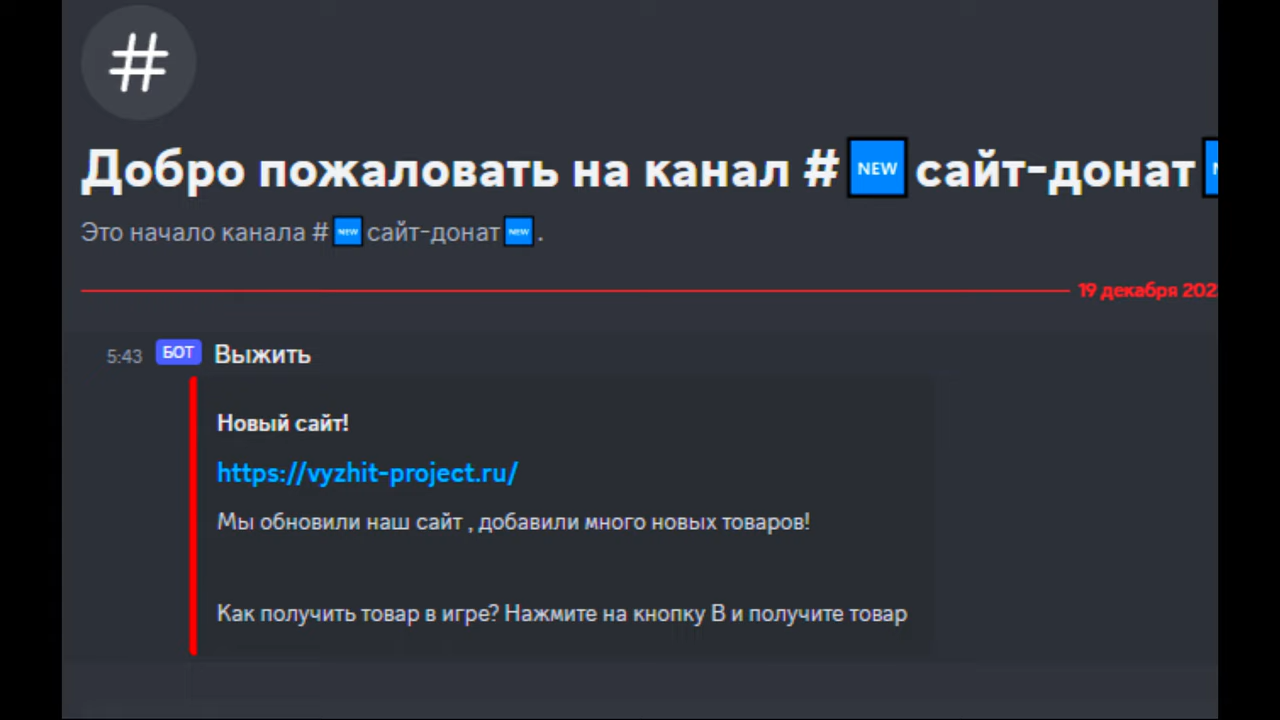 #
Добро пожаловать на канал # NEW сайт-донат
Это начало канала # NEW сайт-донат NEW .
19 декабря 202
5:43 БОТ Выжить
Новый сайт!
https://vyzhit-project.ru/
Мы обновили наш сайт , добавили много новых товаров!
Как получить товар в игре? Нажмите на кнопку B и получите товар